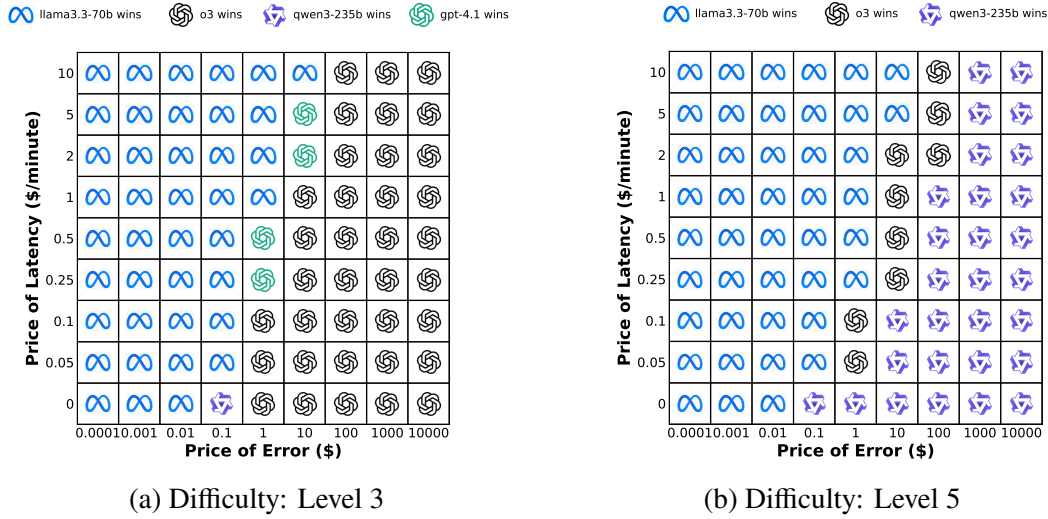 llama3.3-70b wins o3 wins qwen3-235b wins gpt-4.1 wins
10
5
2
1
0.5
0.25
0.1
0.05
0
Price of Latency ($/minute)
0.0001 0.001 0.01 0.1 1 10 100 1000 10000
Price of Error ($)
(a) Difficulty: Level 3
llama3.3-70b wins o3 wins qwen3-235b wins
10
5
2
1
0.5
0.25
0.1
0.05
0
Price of Latency ($/minute)
0.0001 0.001 0.01 0.1 1 10 100 1000 10000
Price of Error ($)
(b) Difficulty: Level 5